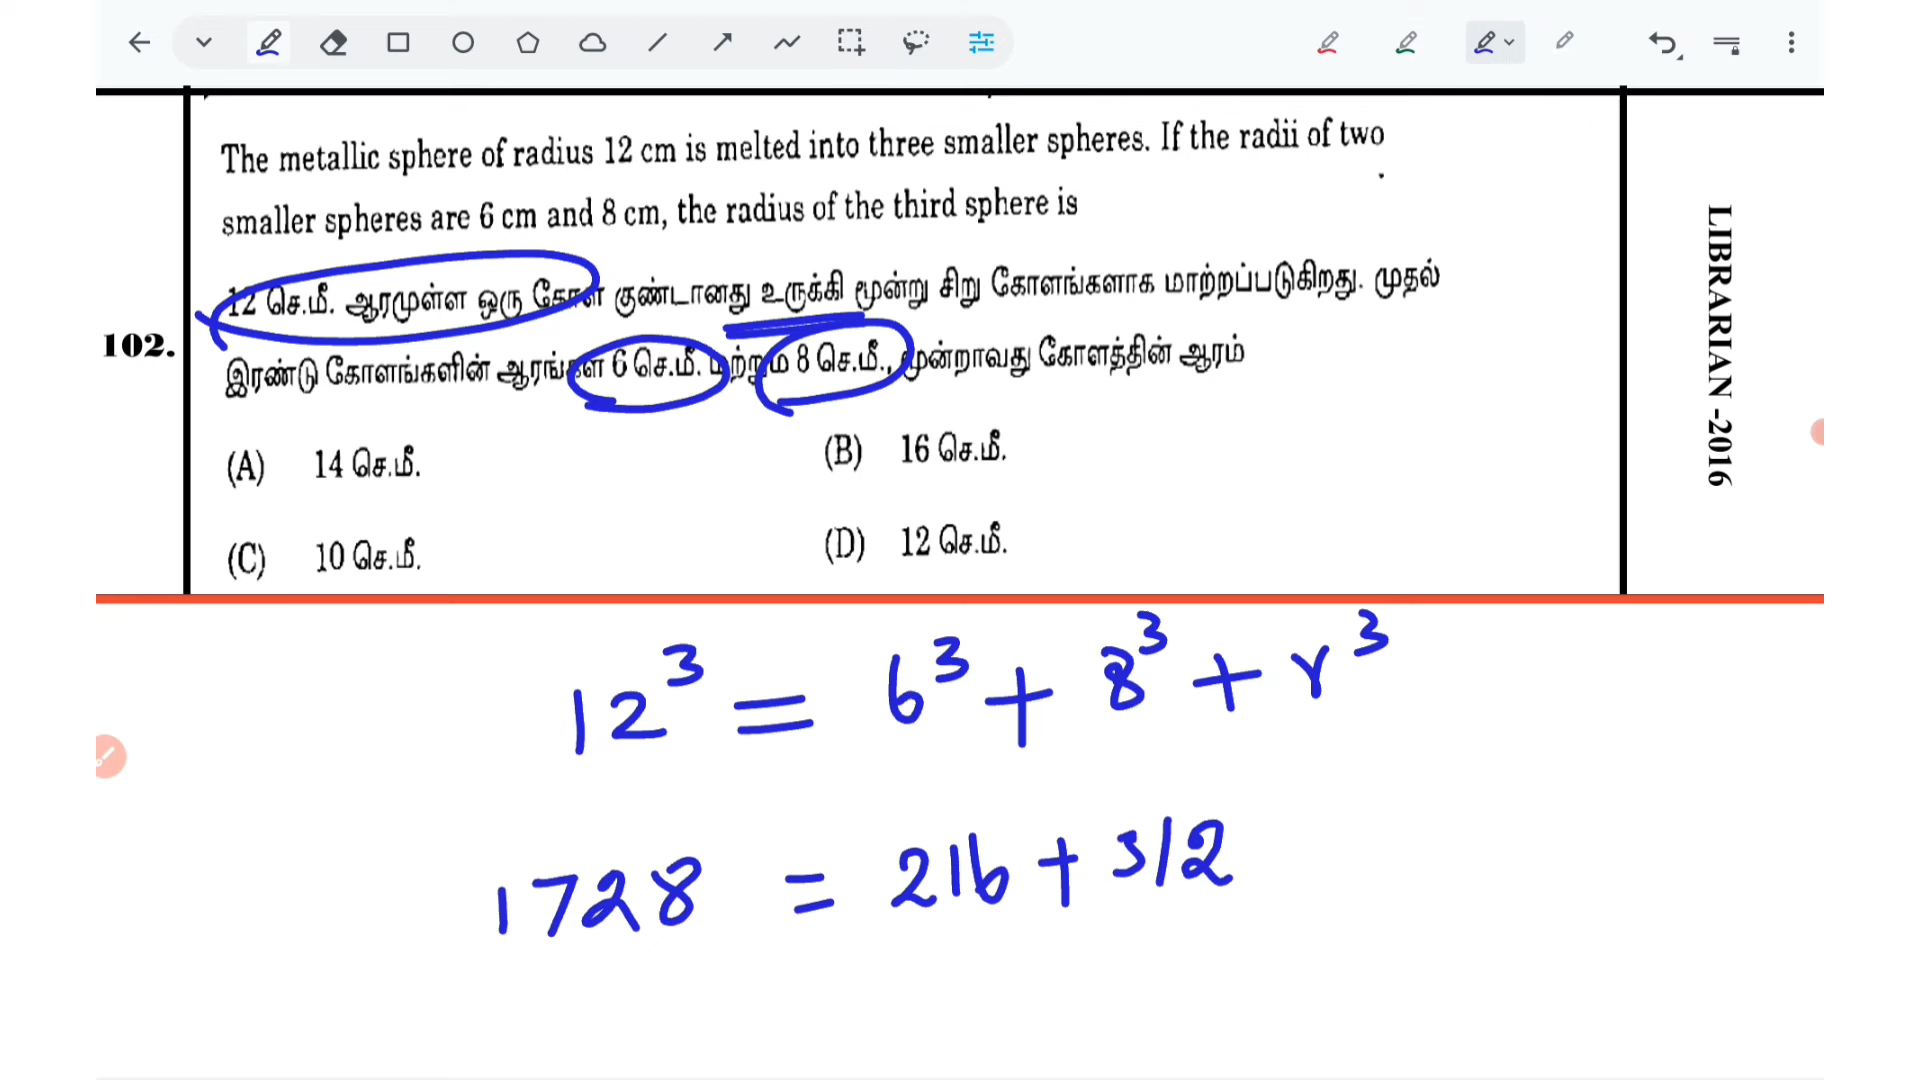 The metallic sphere of radius 12 cm is melted into three smaller spheres. If the radii of two
smaller spheres are 6 cm and 8 cm, the radius of the third sphere is
12 செ.மீ. ஆரமுள்ள ஒரு கோள குண்டானது உருக்கி மூன்று சிறு கோளங்களாக மாற்றப்படுகிறது. முதல்
102.
இரண்டு கோளங்களின் ஆரங்கள் 6 செ.மீ. மற்றும் 8 செ.மீ., மூன்றாவது கோளத்தின் ஆரம்
(A) 14 செ.மீ.
(B) 16 செ.மீ.
(C) 10 செ.மீ.
(D) 12 செ.மீ.
LIBRARIAN -2016
12³ = 6³ + 8³ + r³
1728 = 216 + 512